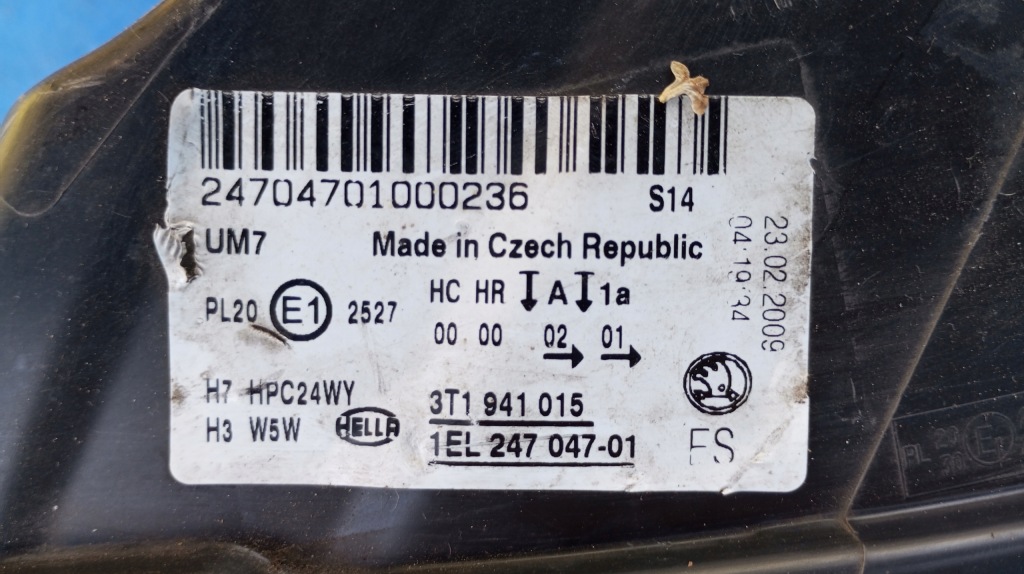 24704701000236 S14
UM7 Made in Czech Republic
23.02.2009
04:19:34
PL20 E1 2527 HC HR A 1a
00 00 02 01
H7 HPC24WY 3T1 941 015
H3 W5W HELLA 1EL 247 047-01
FS